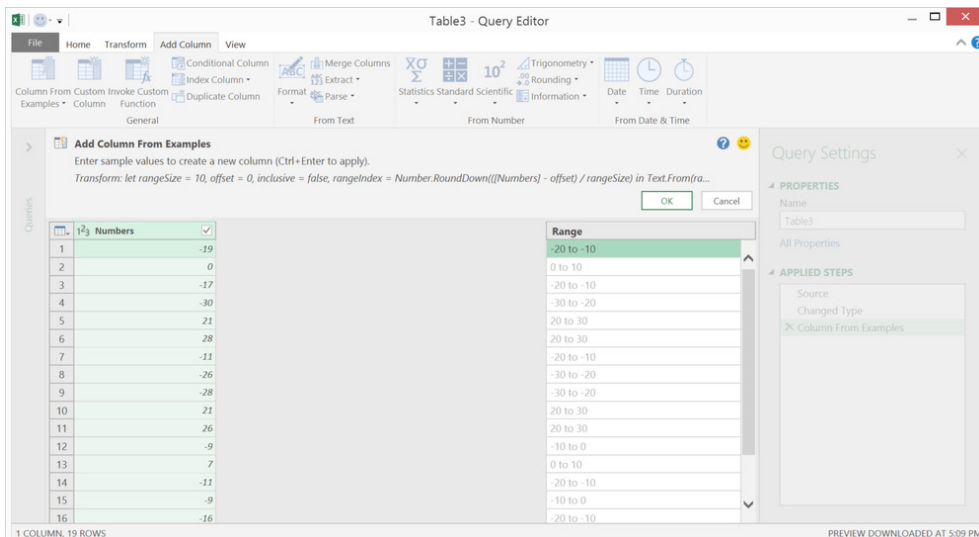 Table3 - Query Editor
File Home Transform Add Column View
Column From Examples
Custom Column
Invoke Custom Function
Conditional Column
Index Column
Duplicate Column
General
Format
Merge Columns
Extract
Parse
From Text
Statistics
Standard
Scientific
Trigonometry
Rounding
Information
From Number
Date
Time
Duration
From Date & Time
Add Column From Examples
Enter sample values to create a new column (Ctrl+Enter to apply).
Transform: let rangeSize = 10, offset = 0, inclusive = false, rangeIndex = Number.RoundDown(([Numbers] - offset) / rangeSize) in Text.From(ra...
OK Cancel
Queries
Numbers Range
1 -19 -20 to -10
2 0 0 to 10
3 -17 -20 to -10
4 -30 -30 to -20
5 21 20 to 30
6 28 20 to 30
7 -11 -20 to -10
8 -26 -30 to -20
9 -28 -30 to -20
10 21 20 to 30
11 26 20 to 30
12 -9 -10 to 0
13 7 0 to 10
14 -11 -20 to -10
15 -9 -10 to 0
16 -16 -20 to -10
Query Settings
PROPERTIES
Name
Table3
All Properties
APPLIED STEPS
Source
Changed Type
Column From Examples
1 COLUMN, 19 ROWS
PREVIEW DOWNLOADED AT 5:09 PM